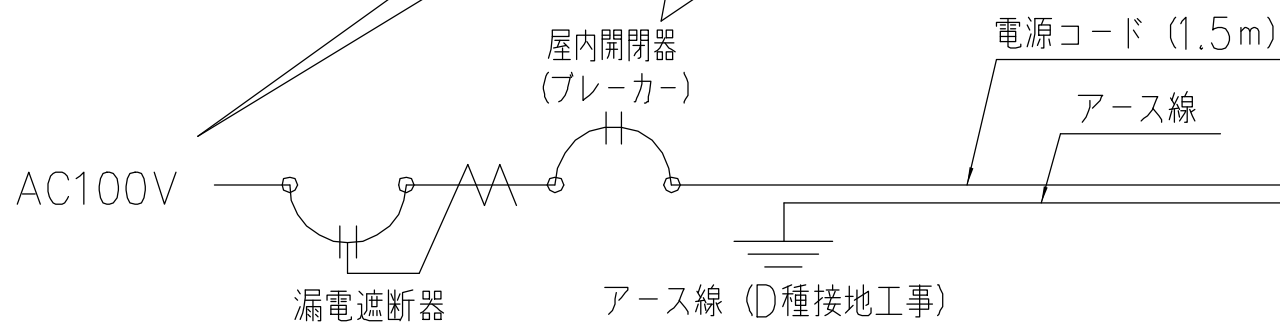 電源コード (1.5m)
屋内開閉器
(ブレーカー)
アース線
AC100V
漏電遮断器
アース線 (D種接地工事)